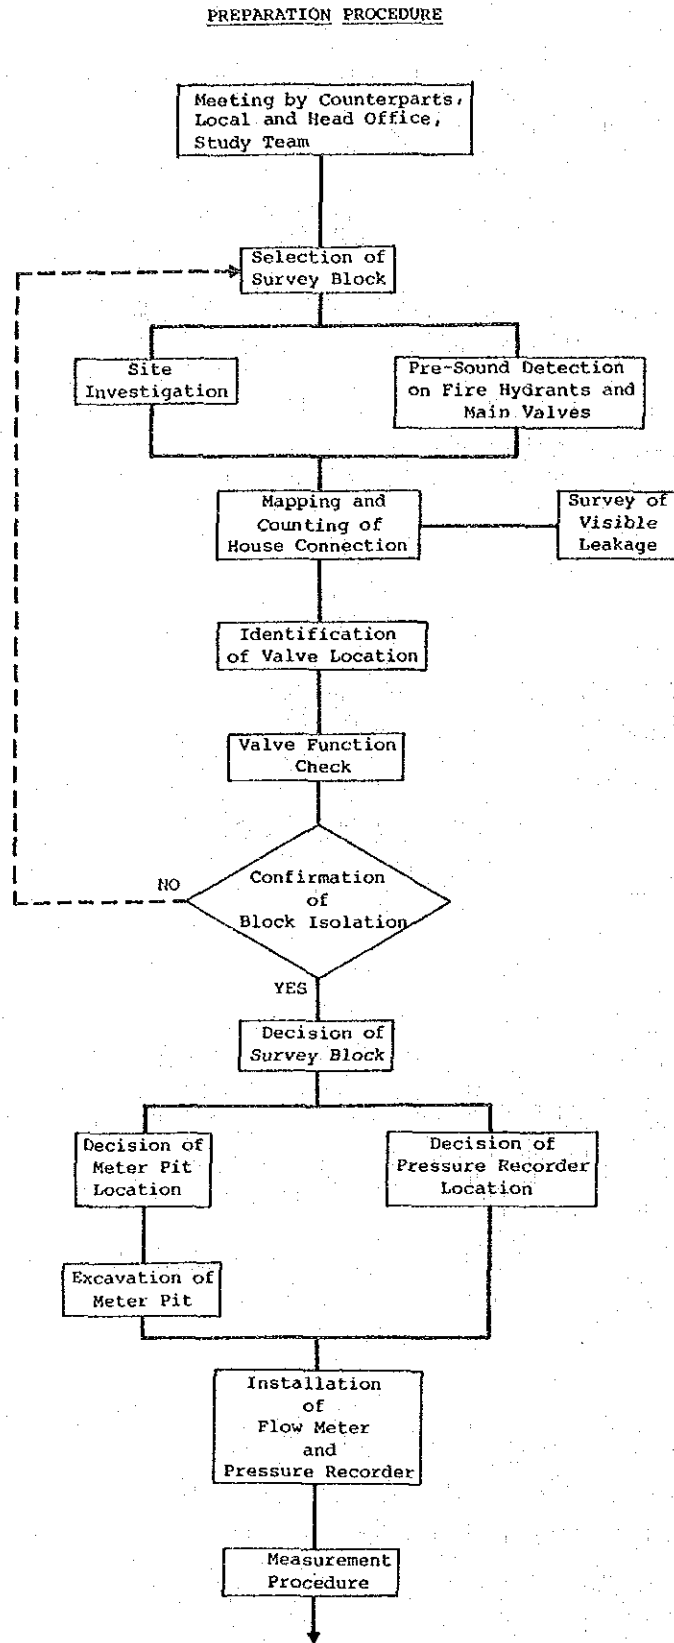 PREPARATION PROCEDURE
Meeting by Counterparts,
Local and Head Office,
Study Team
Selection of
Survey Block
Site
Investigation
Pre-Sound Detection
on Fire Hydrants and
Main Valves
Mapping and
Counting of
House Connection
Survey of
Visible
Leakage
Identification
of Valve Location
Valve Function
Check
NO
Confirmation
of
Block Isolation
YES
Decision of
Survey Block
Decision of
Meter Pit
Location
Decision of
Pressure Recorder
Location
Excavation of
Meter Pit
Installation
of
Flow Meter
and
Pressure Recorder
Measurement
Procedure